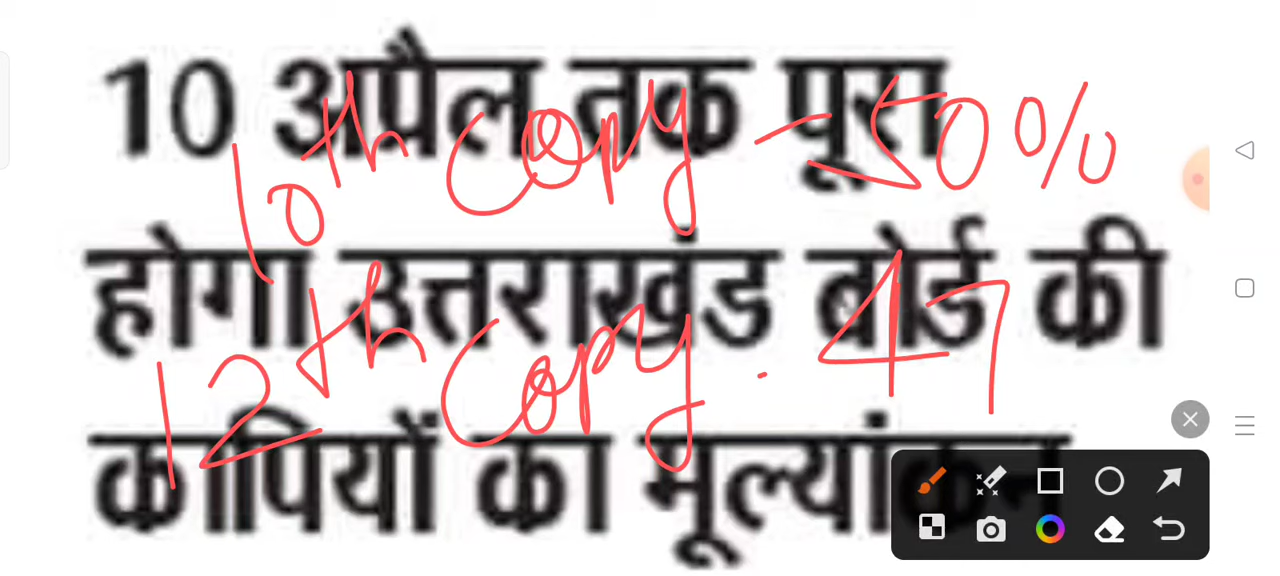 10 अप्रैल तक पूरा
होगा उत्तराखंड बोर्ड की
कापियों का मूल्यांकन
10th Copy - 50%
12th Copy. 47